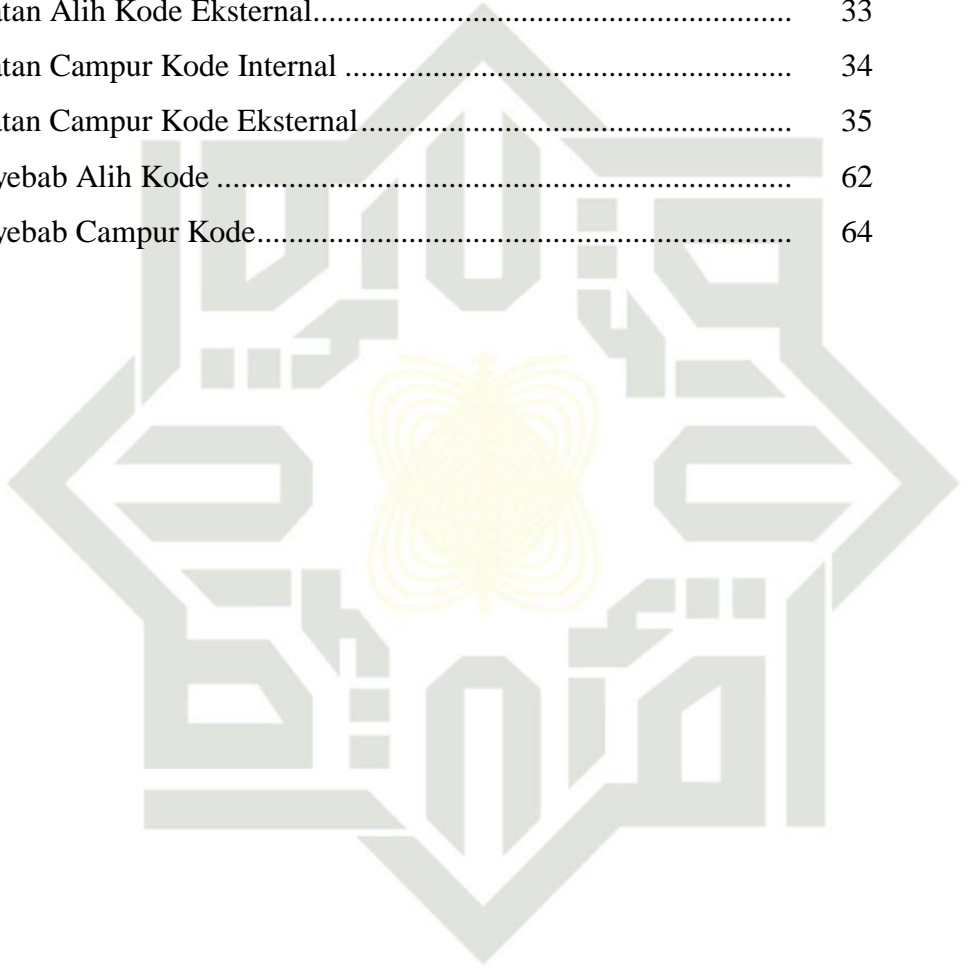 atan Alih Kode Eksternal.......................................................... 33
atan Campur Kode Internal ...................................................... 34
atan Campur Kode Eksternal.................................................... 35
yebab Alih Kode ..................................................................... 62
yebab Campur Kode................................................................ 64